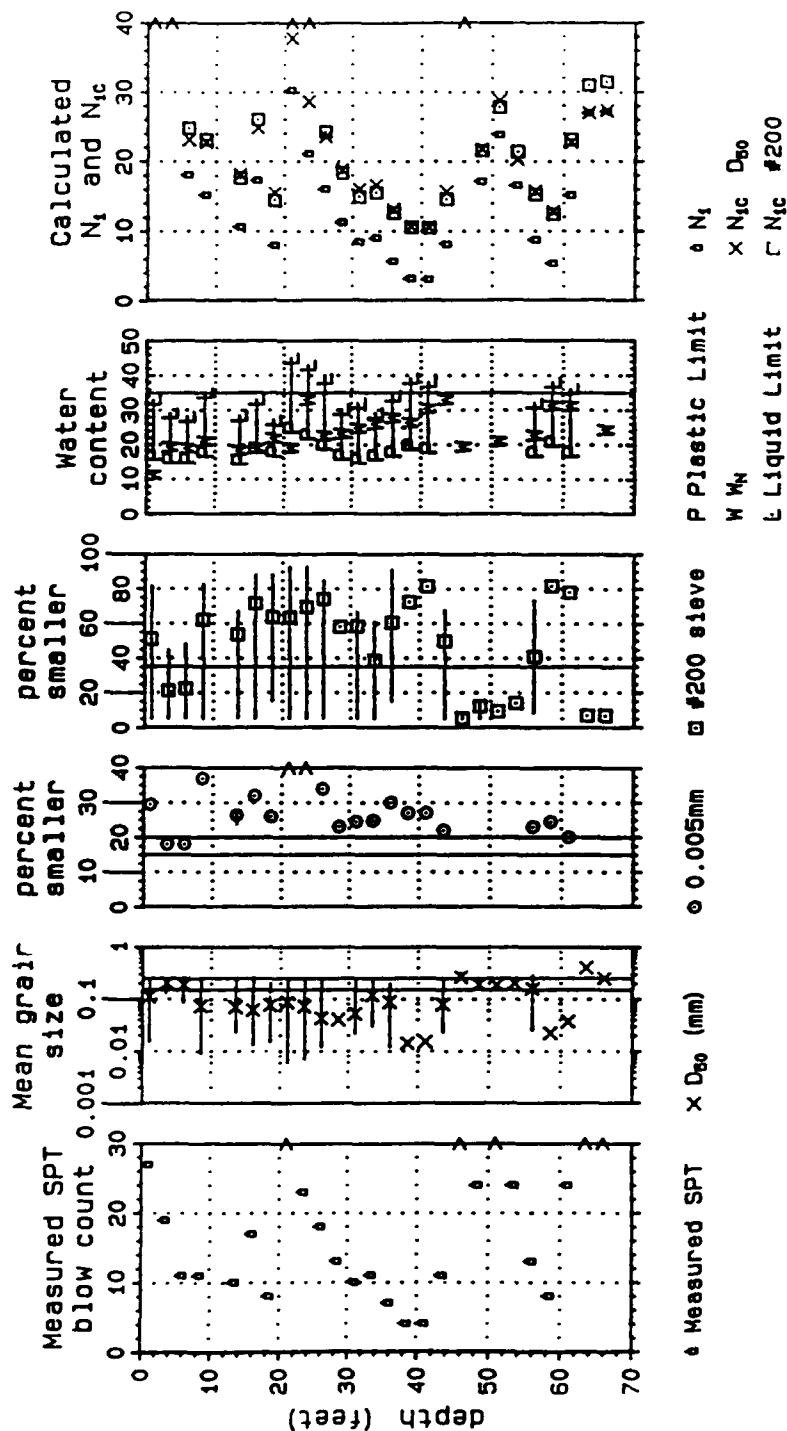 Measured SPT
blow count
0 10 20 30
Mean grair
size
0.001 0.01 0.1 1
percent
smaller
0 10 20 30 40
percent
smaller
0 20 40 60 80 100
Water
content
0 10 20 30 40 50
Calculated
N₁ and N₁C
0 10 20 30 40
depth (feet)
0
10
20
30
40
50
60
70
Measured SPT
× D₅₀ (mm)
⊙ 0.005mm
⊡ #200 sieve
P Plastic Limit
W WN
L Liquid Limit
N₁
× N₁C D₅₀
N₁C #200